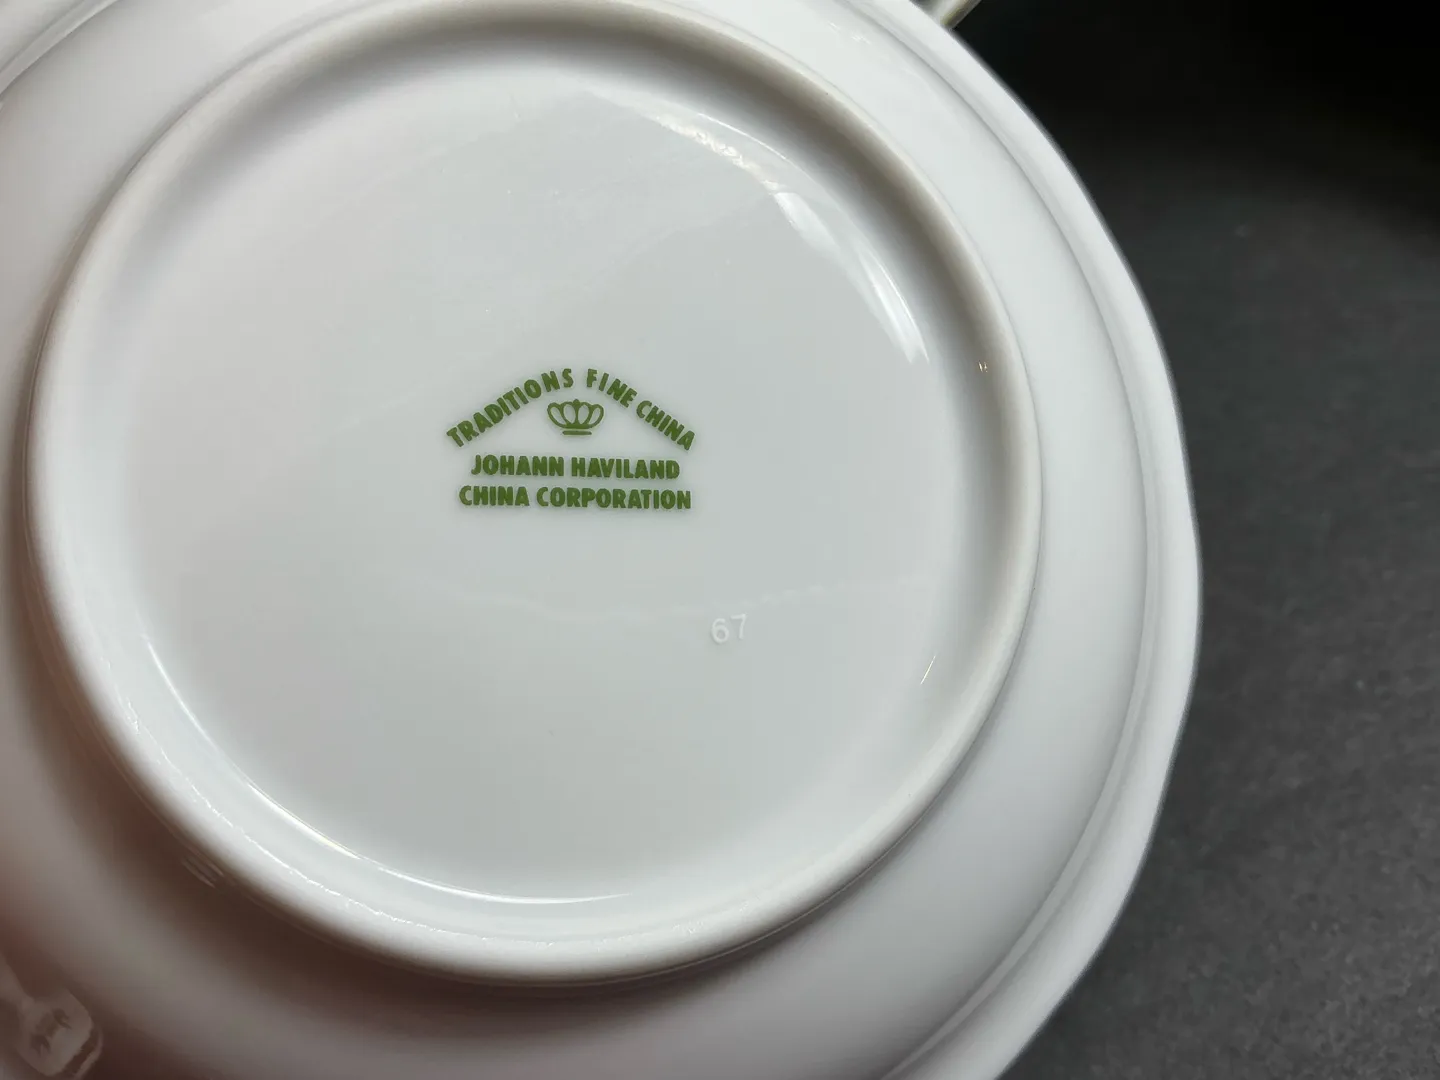 TRADITIONS FINE CHINA
JOHANN HAVILAND
CHINA CORPORATION
67